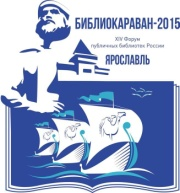 БИБЛИОКАРАВАН-2015
XIV Форум
публичных библиотек России
ЯРОСЛАВЛЬ